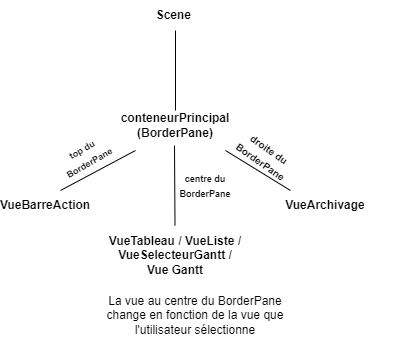 Scene
conteneurPrincipal
(BorderPane)
top du
BorderPane
droite du
BorderPane
centre du
BorderPane
VueBarreAction
VueArchivage
VueTableau / VueListe /
VueSelecteurGantt /
Vue Gantt
La vue au centre du BorderPane
change en fonction de la vue que
l'utilisateur sélectionne